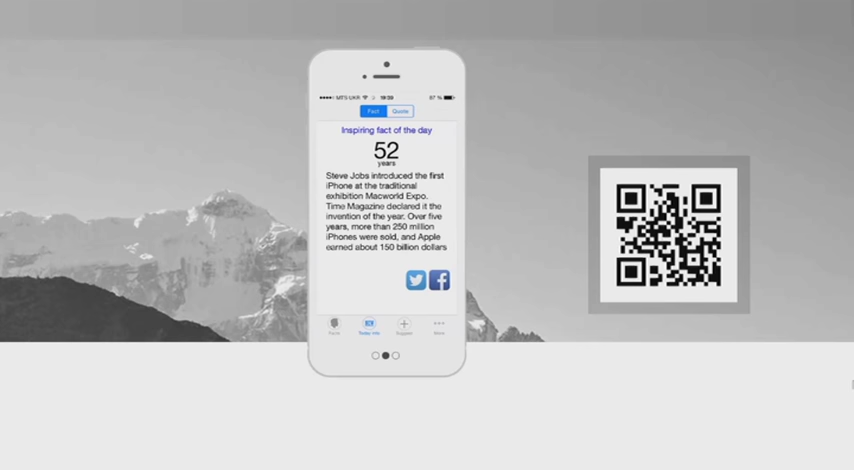 MTS UKR 19:39 87 %
Fact Quote
Inspiring fact of the day
52
years
Steve Jobs introduced the first
iPhone at the traditional
exhibition Macworld Expo.
Time Magazine declared it the
invention of the year. Over five
years, more than 250 million
iPhones were sold, and Apple
earned about 150 billion dollars
Today Info